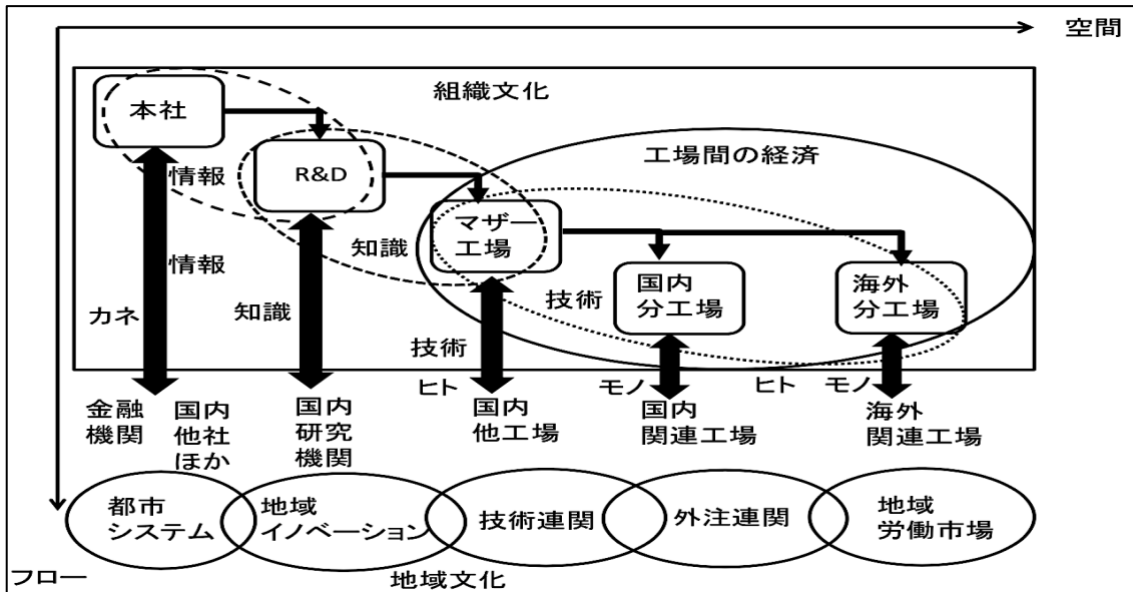 空間
組織文化
本社
工場間の経済
情報
R&D
マザー
工場
知識
情報
国内
分工場
海外
分工場
カネ
知識
技術
技術
ヒト
モノ
ヒト
モノ
金融
機関
国内
他社
ほか
国内
研究
機関
国内
他工場
国内
関連工場
海外
関連工場
都市
システム
地域
イノベーション
技術連関
外注連関
地域
労働市場
フロー
地域文化